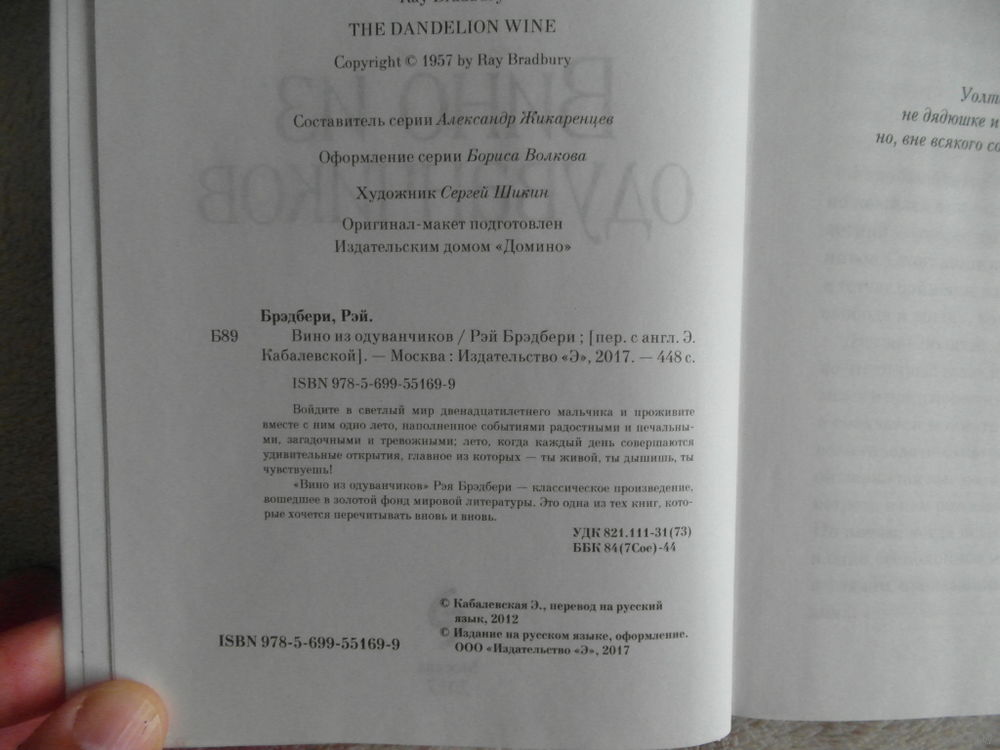 Ray Bradbury
THE DANDELION WINE
Copyright © 1957 by Ray Bradbury
Составитель серии Александр Жикаренцев
Оформление серии Бориса Волкова
Художник Сергей Шикин
Оригинал-макет подготовлен
Издательским домом «Домино»
Брэдбери, Рэй.
Б89 Вино из одуванчиков / Рэй Брэдбери ; [пер. с англ. Э.
Кабалевской]. — Москва : Издательство «Э», 2017. — 448 с.
ISBN 978-5-699-55169-9
Войдите в светлый мир двенадцатилетнего мальчика и проживите
вместе с ним одно лето, наполненное событиями радостными и печальны-
ми, загадочными и тревожными; лето, когда каждый день совершаются
удивительные открытия, главное из которых — ты живой, ты дышишь, ты
чувствуешь!
«Вино из одуванчиков» Рэя Брэдбери — классическое произведение,
вошедшее в золотой фонд мировой литературы. Это одна из тех книг, кото-
рые хочется перечитывать вновь и вновь.
УДК 821.111-31(73)
ББК 84(7Сое)-44
© Кабалевская Э., перевод на русский
язык, 2012
© Издание на русском языке, оформление.
ООО «Издательство «Э», 2017
ISBN 978-5-699-55169-9
Уолт
не дядюшке и
но, вне всякого со